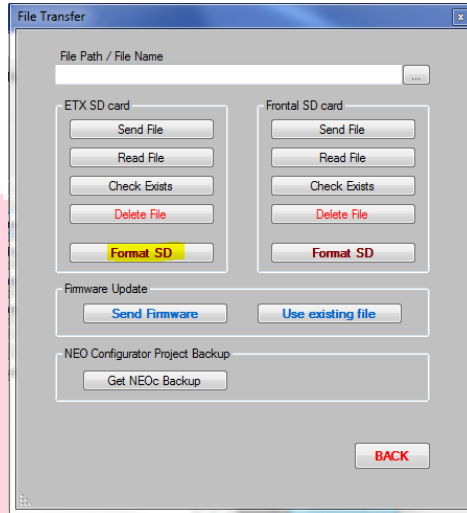 File Transfer
x
File Path / File Name
...
ETX SD card
Send File
Read File
Check Exists
Delete File
Format SD
Frontal SD card
Send File
Read File
Check Exists
Delete File
Format SD
Firmware Update
Send Firmware
Use existing file
NEO Configurator Project Backup
Get NEOc Backup
BACK